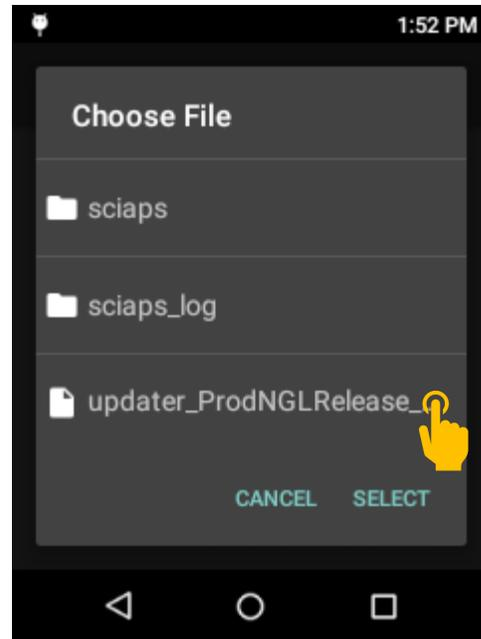 1:52 PM
Choose File
sciaps
sciaps_log
updater_ProdNGLRelease_
CANCEL SELECT